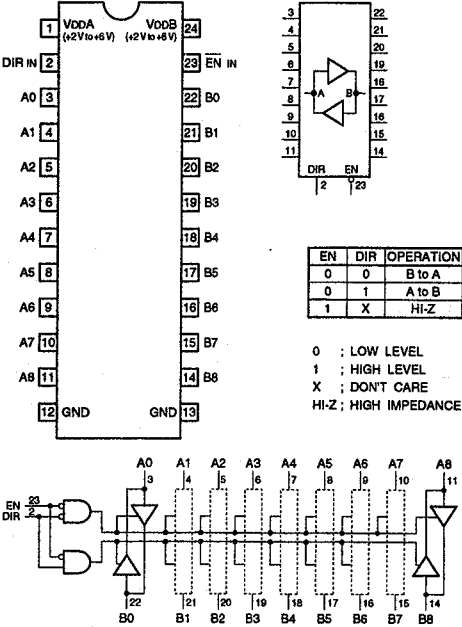 1 VDDA VDDB 24
(+2Vto+6V) (+2Vto+6V)
DIR IN 2 23 EN IN
A0 3 22 B0
A1 4 21 B1
A2 5 20 B2
A3 6 19 B3
A4 7 18 B4
A5 8 17 B5
A6 9 16 B6
A7 10 15 B7
A8 11 14 B8
12 GND GND 13
3 22
4 21
5 20
6 19
7 18
A B
8 17
9 16
10 15
11 14
DIR EN
2 23
EN DIR OPERATION
0 0 B to A
0 1 A to B
1 X HI-Z
0 ; LOW LEVEL
1 ; HIGH LEVEL
X ; DON'T CARE
HI-Z ; HIGH IMPEDANCE
A0 A1 A2 A3 A4 A5 A6 A7 A8
3 4 5 6 7 8 9 10 11
EN 23
DIR 2
22 21 20 19 18 17 16 15 14
B0 B1 B2 B3 B4 B5 B6 B7 B8